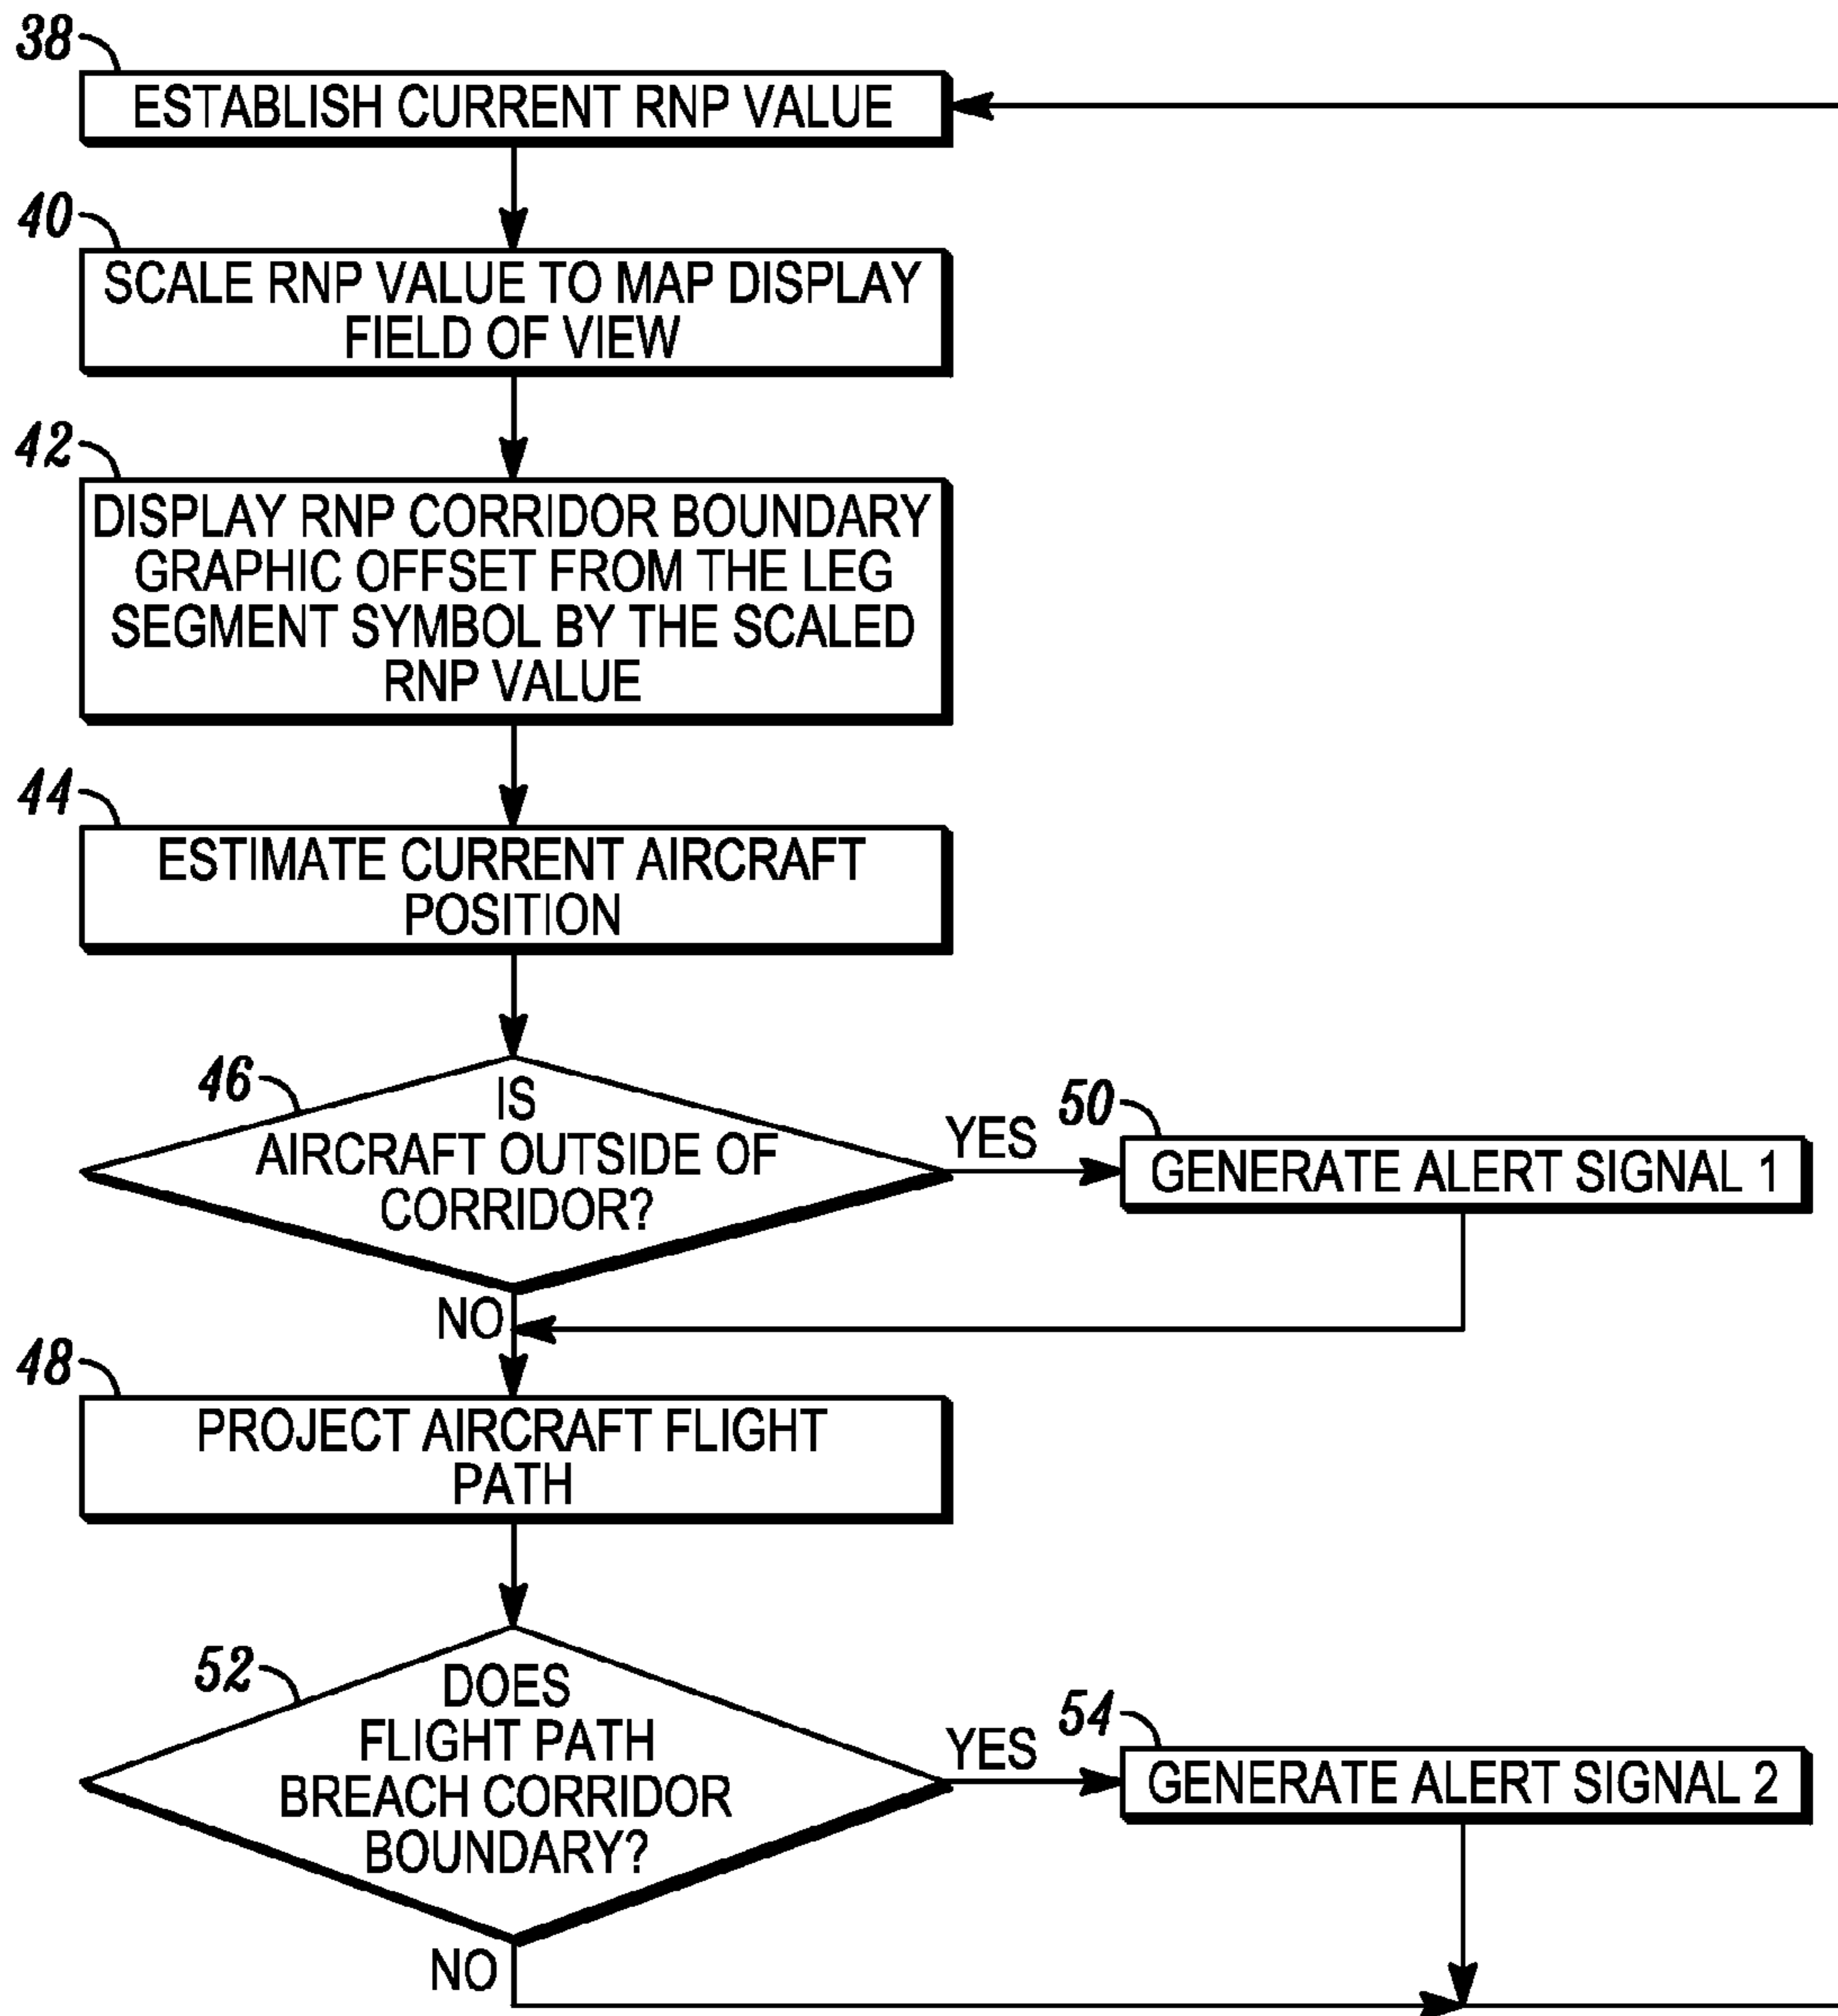 38
ESTABLISH CURRENT RNP VALUE
40
SCALE RNP VALUE TO MAP DISPLAY
FIELD OF VIEW
42
DISPLAY RNP CORRIDOR BOUNDARY
GRAPHIC OFFSET FROM THE LEG
SEGMENT SYMBOL BY THE SCALED
RNP VALUE
44
ESTIMATE CURRENT AIRCRAFT
POSITION
46
IS
AIRCRAFT OUTSIDE OF
CORRIDOR?
YES
50
GENERATE ALERT SIGNAL 1
NO
48
PROJECT AIRCRAFT FLIGHT
PATH
52
DOES
FLIGHT PATH
BREACH CORRIDOR
BOUNDARY?
YES
54
GENERATE ALERT SIGNAL 2
NO